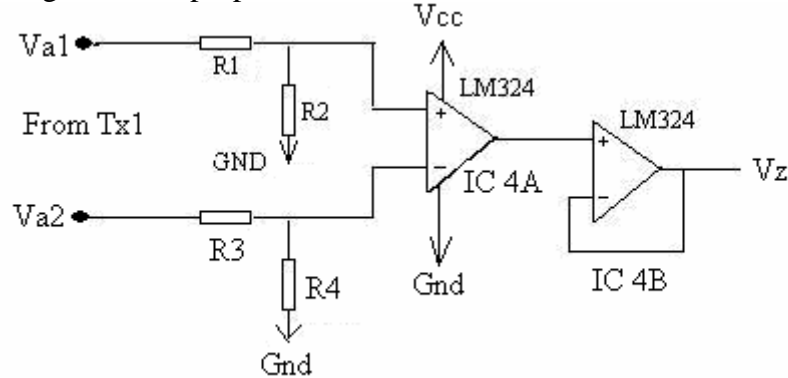 Vcc
Va1
R1
LM324
R2
From Tx1
LM324
+
+
GND
−
IC 4A
Vz
−
Va2
R3
Gnd
IC 4B
R4
Gnd